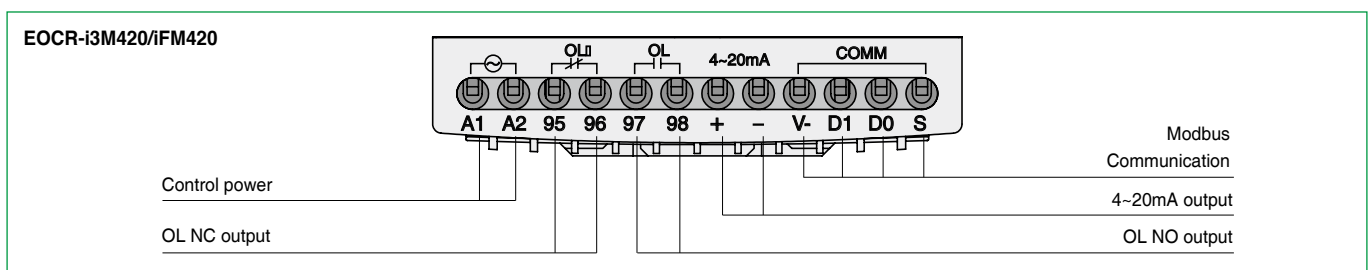 EOCR-i3M420/iFM420
OL▯ OL 4~20mA COMM
A1 A2 95 96 97 98 + – V- D1 D0 S
Modbus
Communication
Control power
4~20mA output
OL NC output
OL NO output